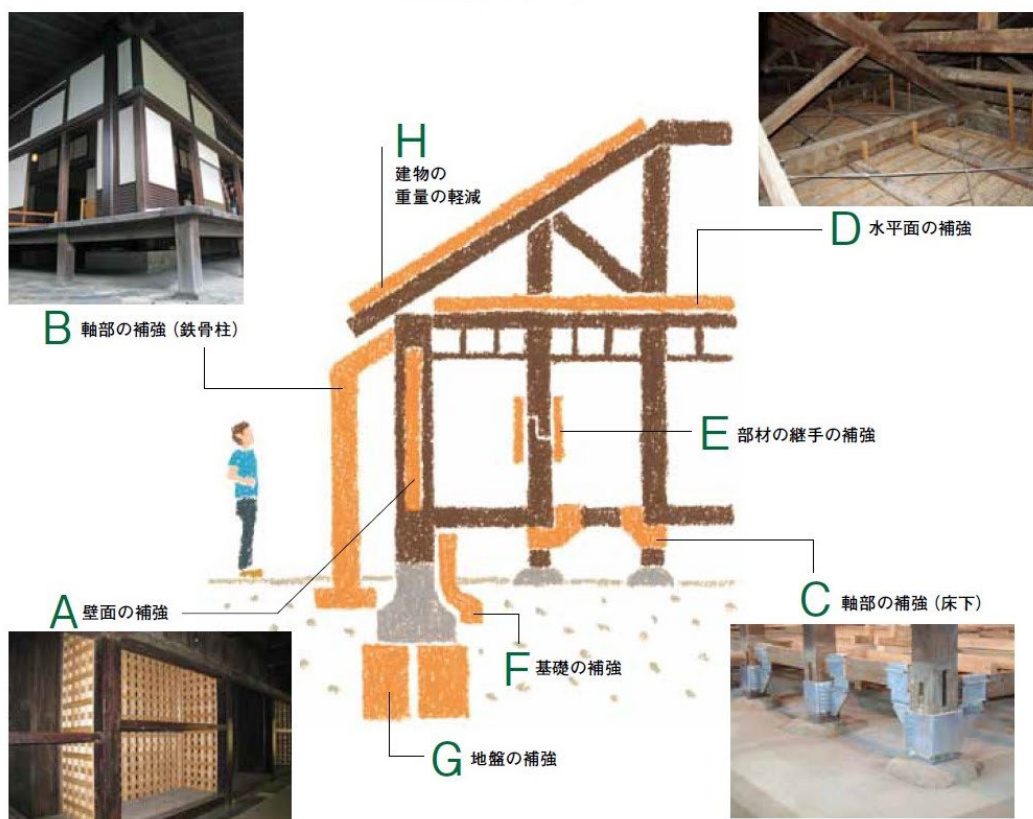 H
建物の
重量の軽減
D 水平面の補強
B 軸部の補強（鉄骨柱）
E 部材の継手の補強
A 壁面の補強
C 軸部の補強（床下）
F 基礎の補強
G 地盤の補強